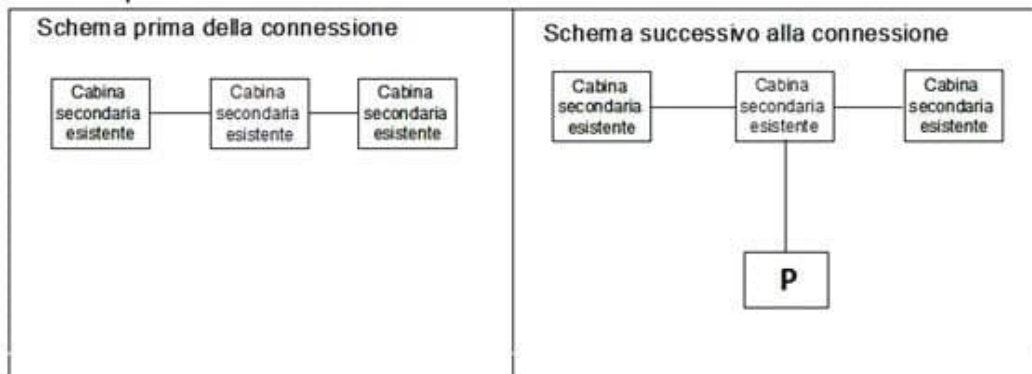 Schema prima della connessione
Cabina
secondaria
esistente
Cabina
secondaria
esistente
Cabina
secondaria
esistente
Schema successivo alla connessione
Cabina
secondaria
esistente
Cabina
secondaria
esistente
Cabina
secondaria
esistente
P